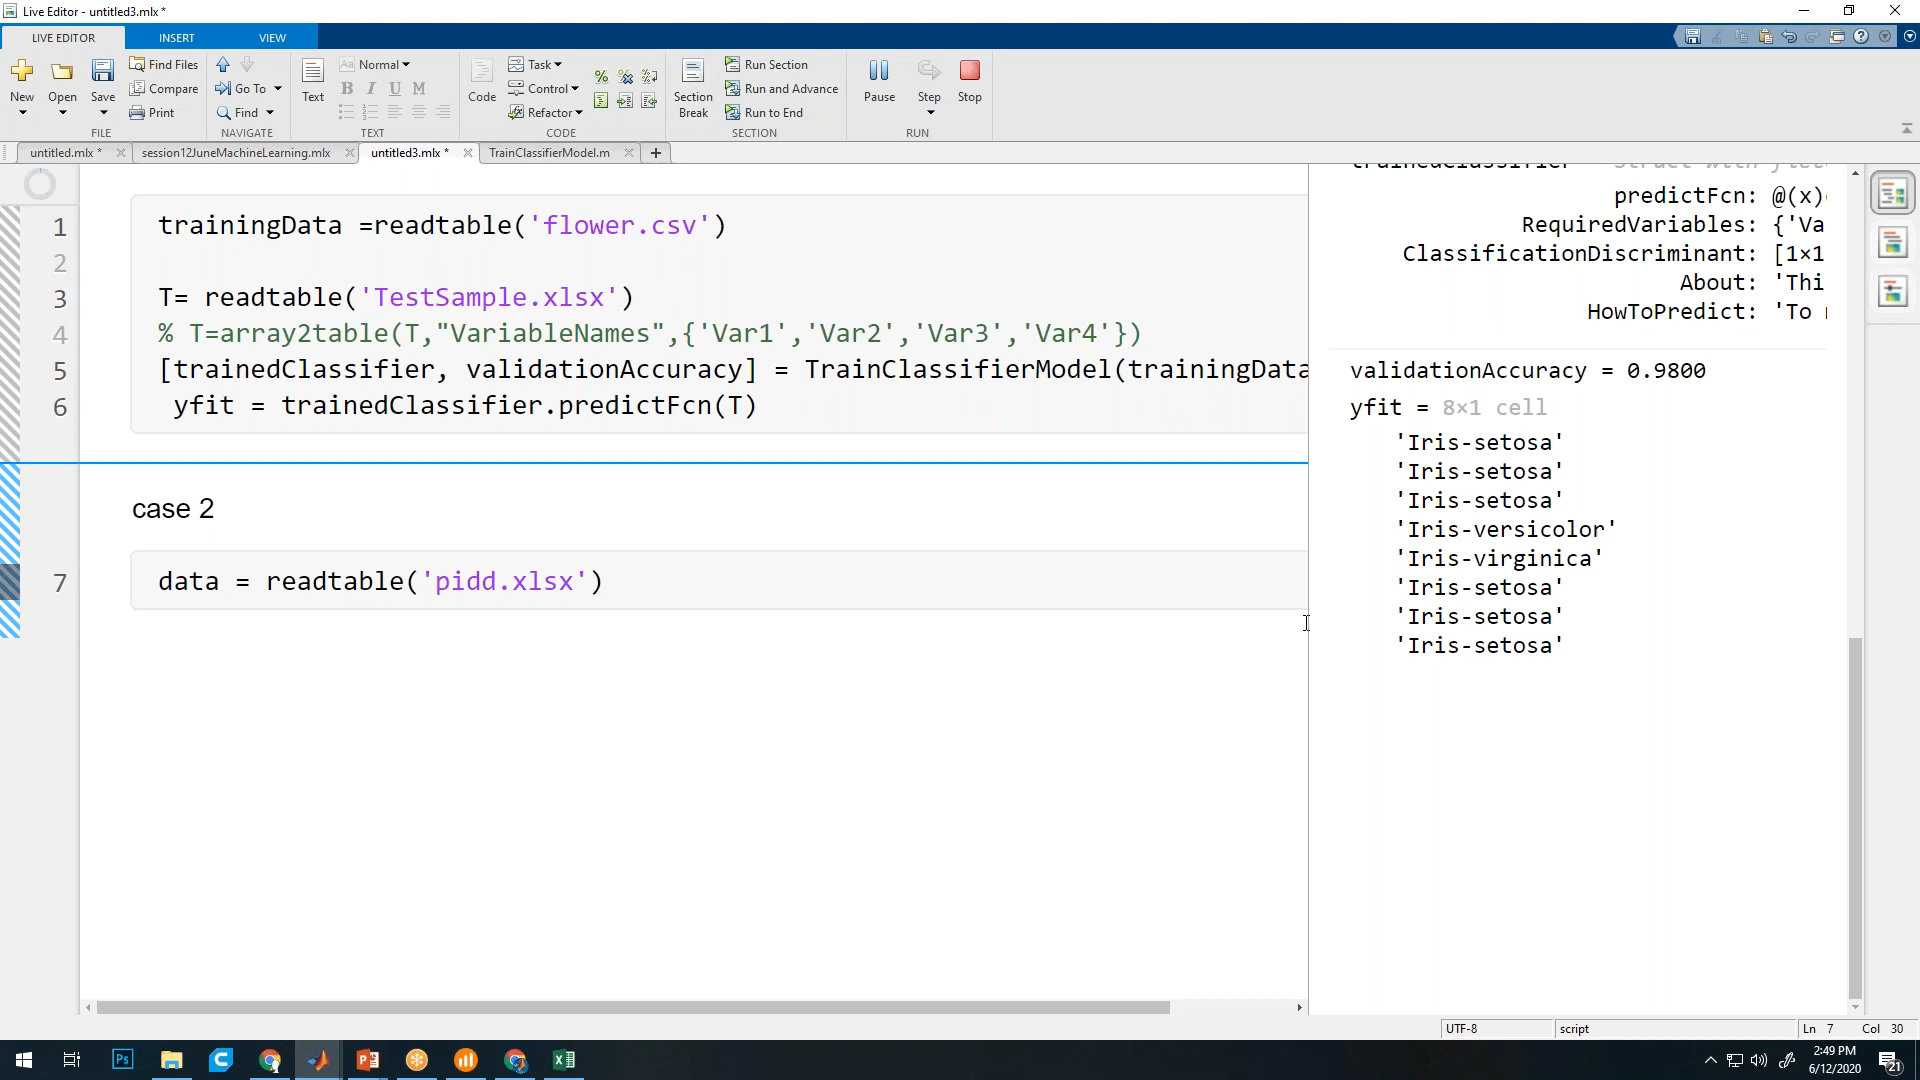 Live Editor - untitled3.mlx *
LIVE EDITOR INSERT VIEW
New Open Save
Find Files
Compare
Print
FILE
Go To
Find
NAVIGATE
Text
Normal
B I U M
TEXT
Code
Task
Control
Refactor
CODE
Section Break
Run Section
Run and Advance
Run to End
SECTION
Pause Step Stop
RUN
untitled.mlx * session12JuneMachineLearning.mlx untitled3.mlx * TrainClassifierModel.m
1 trainingData =readtable('flower.csv')
2
3 T= readtable('TestSample.xlsx')
4 % T=array2table(T,"VariableNames",{'Var1','Var2','Var3','Var4'})
5 [trainedClassifier, validationAccuracy] = TrainClassifierModel(trainingData
6 yfit = trainedClassifier.predictFcn(T)
case 2
7 data = readtable('pidd.xlsx')
predictFcn: @(x)
RequiredVariables: {'Va
ClassificationDiscriminant: [1×1
About: 'Thi
HowToPredict: 'To
validationAccuracy = 0.9800
yfit = 8×1 cell
'Iris-setosa'
'Iris-setosa'
'Iris-setosa'
'Iris-versicolor'
'Iris-virginica'
'Iris-setosa'
'Iris-setosa'
'Iris-setosa'
UTF-8 script Ln 7 Col 30
Ps
2:49 PM
6/12/2020
21